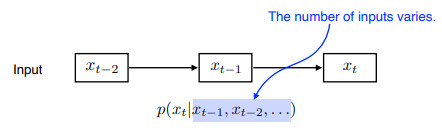 The number of inputs varies.
Input x_{t-2} x_{t-1} x_t
p(x_t|x_{t-1}, x_{t-2}, ...)